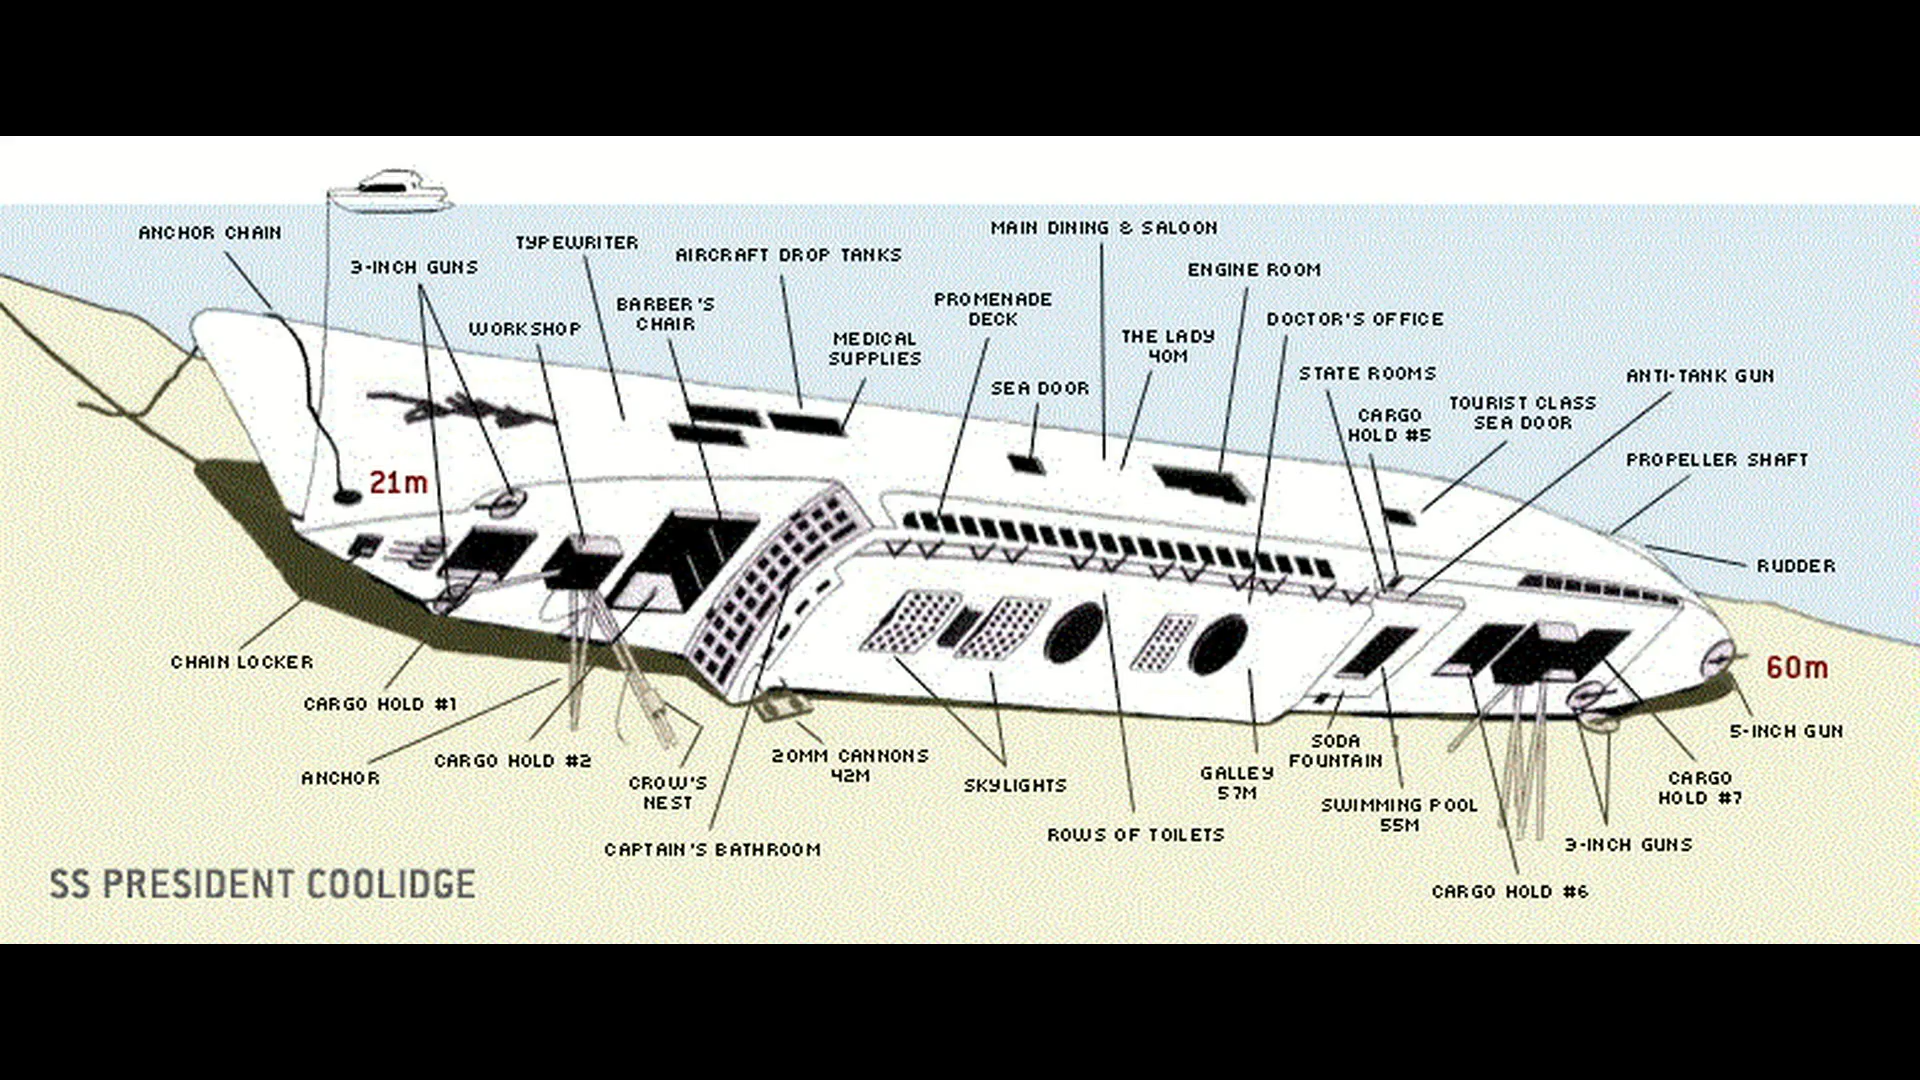 ANCHOR CHAIN
3-INCH GUNS
TYPEWRITER
AIRCRAFT DROP TANKS
MAIN DINING & SALOON
ENGINE ROOM
WORKSHOP
BARBER'S
CHAIR
MEDICAL
SUPPLIES
PROMENADE
DECK
SEA DOOR
THE LADY
40M
DOCTOR'S OFFICE
STATE ROOMS
CARGO
HOLD #5
TOURIST CLASS
SEA DOOR
ANTI-TANK GUN
PROPELLER SHAFT
RUDDER
21m
60m
CHAIN LOCKER
CARGO HOLD #1
ANCHOR
CARGO HOLD #2
CROW'S
NEST
CAPTAIN'S BATHROOM
20MM CANNONS
42M
SKYLIGHTS
ROWS OF TOILETS
GALLEY
57M
SODA
FOUNTAIN
SWIMMING POOL
55M
CARGO HOLD #6
3-INCH GUNS
CARGO
HOLD #7
5-INCH GUN
SS PRESIDENT COOLIDGE